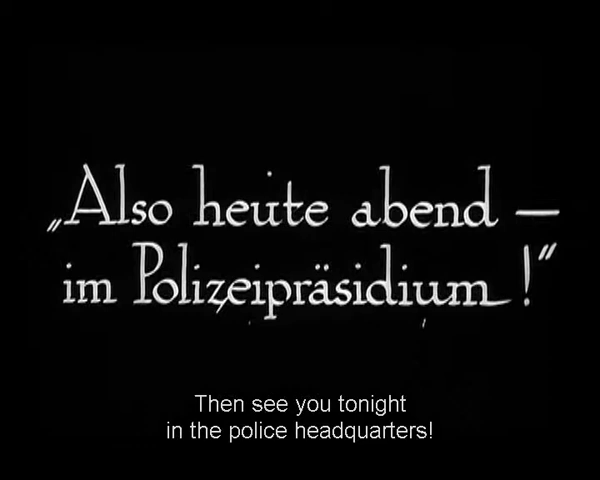 „Also heute abend —
im Polizeipräsidium!“
Then see you tonight
in the police headquarters!